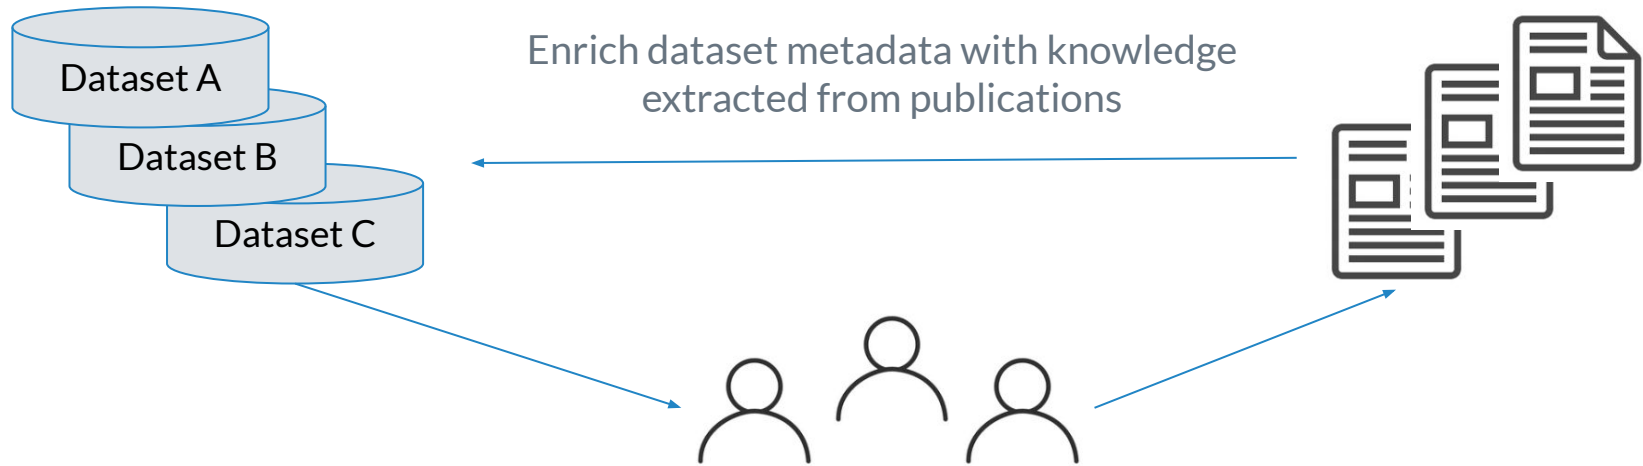 Dataset A
Dataset B
Dataset C
Enrich dataset metadata with knowledge
extracted from publications